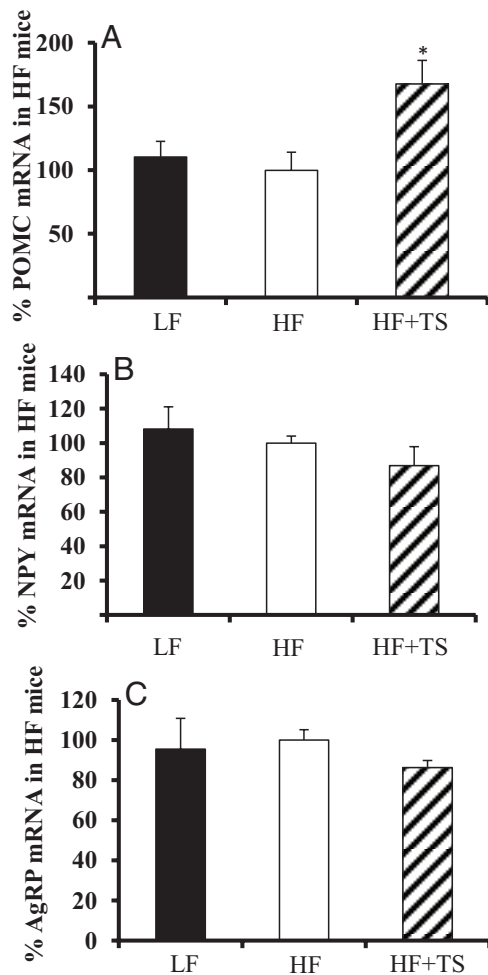 A
% POMC mRNA in HF mice
200
150
100
50
*
LF HF HF+TS
B
% NPY mRNA in HF mice
140
120
100
80
60
40
20
LF HF HF+TS
C
% AgRP mRNA in HF mice
120
100
80
60
40
20
0
LF HF HF+TS